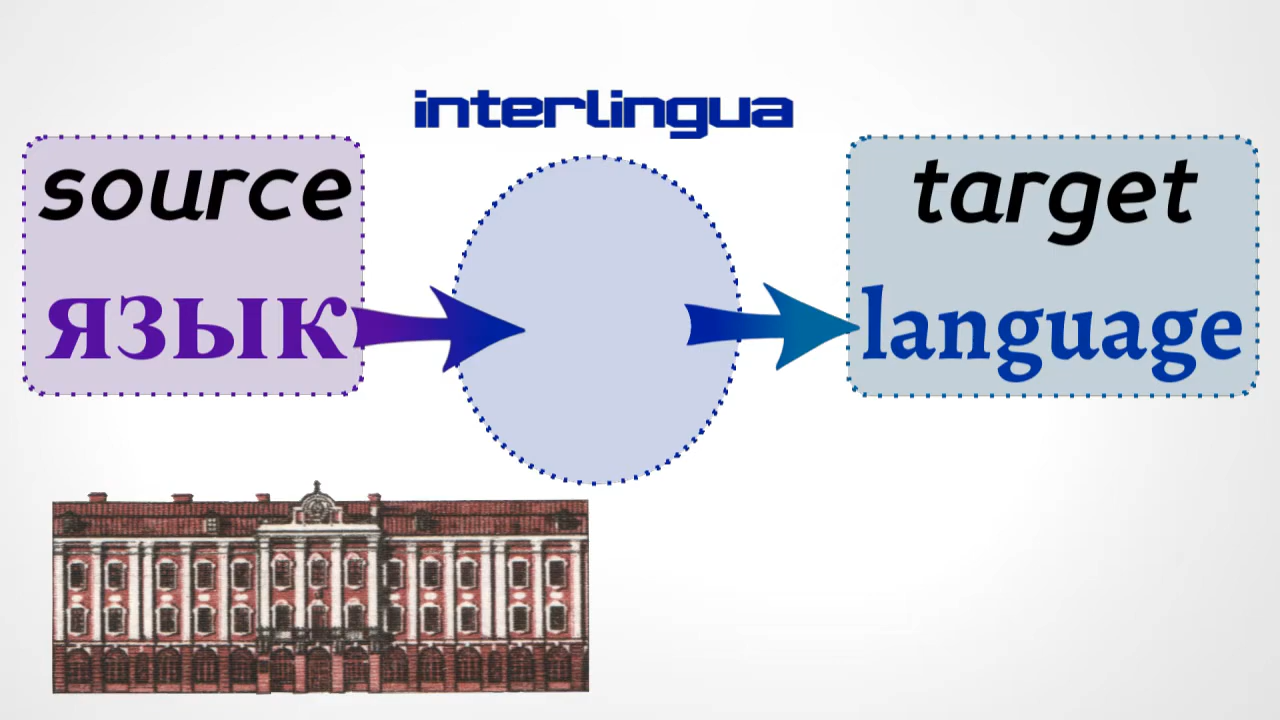 interlingua
source
язык
target
language